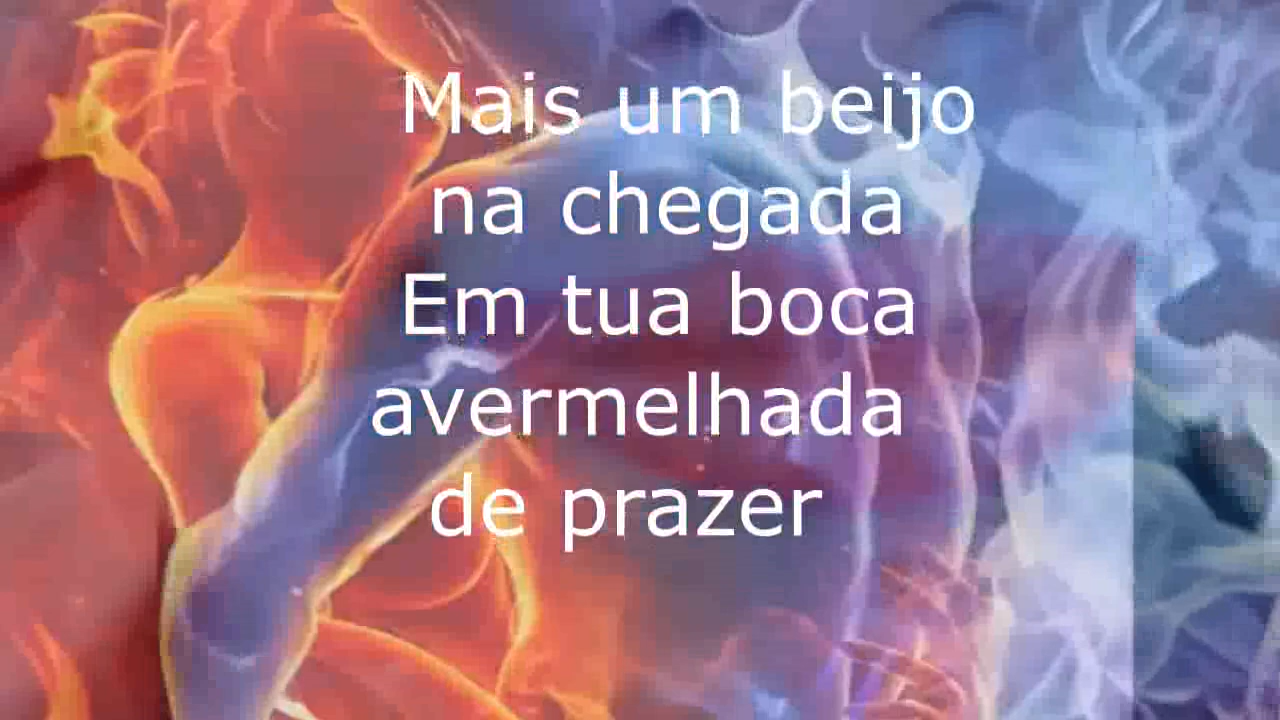 Mais um beijo
na chegada
Em tua boca
avermelhada
de prazer